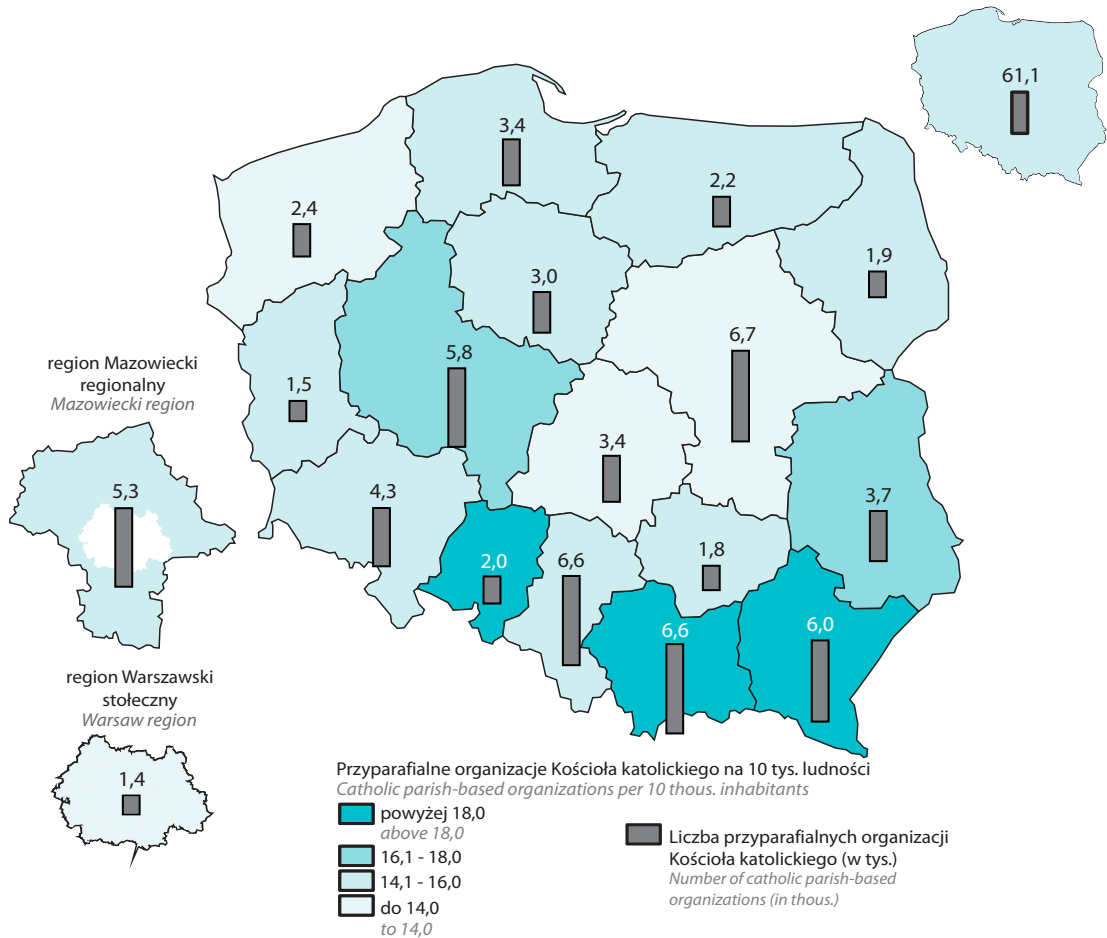 61,1
3,4
2,2
2,4
1,9
3,0
6,7
5,8
1,5
3,4
4,3
3,7
1,8
2,0
6,6
6,6
6,0
region Mazowiecki
regionalny
Mazowiecki region
5,3
region Warszawski
stołeczny
Warsaw region
1,4
Przyparafialne organizacje Kościoła katolickiego na 10 tys. ludności
Catholic parish-based organizations per 10 thous. inhabitants
powyżej 18,0
above 18,0
16,1 - 18,0
14,1 - 16,0
do 14,0
to 14,0
Liczba przyparafialnych organizacji
Kościoła katolickiego (w tys.)
Number of catholic parish-based
organizations (in thous.)